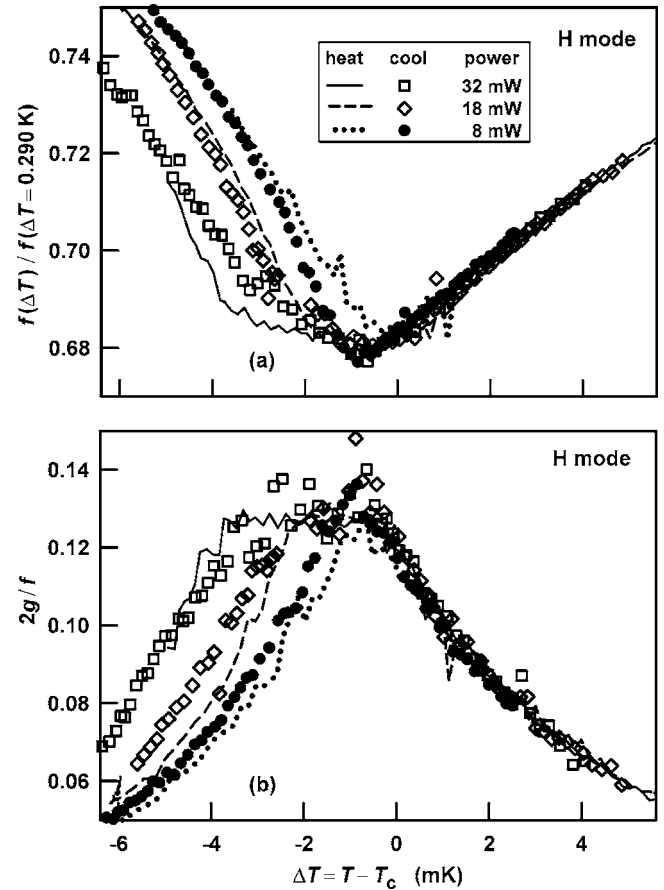 0.74
0.72
0.70
0.68
f(ΔT) / f(ΔT = 0.290 K)
H mode
heat cool power
32 mW
18 mW
8 mW
(a)
0.14
0.12
0.10
0.08
0.06
2g / f
H mode
(b)
-6 -4 -2 0 2 4
ΔT = T − Tc (mK)